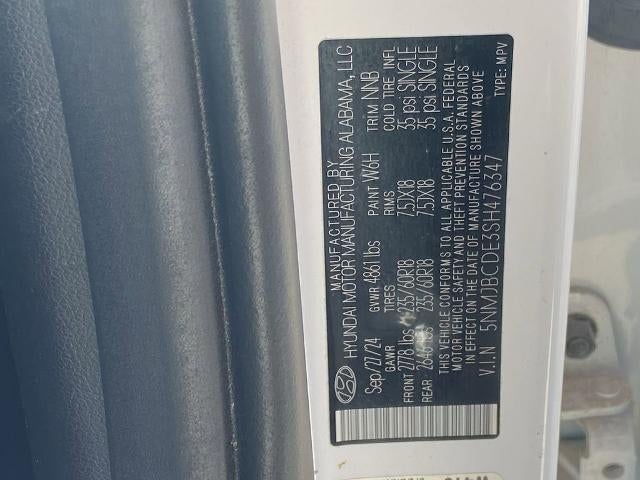 MANUFACTURED BY
HYUNDAI MOTOR MANUFACTURING ALABAMA, LLC
Sep/27/24 GVWR 4861 lbs PAINT W6H TRIM NNB
GAWR TIRES RIMS COLD TIRE INFL
FRONT 2778 lbs 235/60R18 7.5JX18 35 psi SINGLE
REAR 2646 lbs 235/60R18 7.5JX18 35 psi SINGLE
THIS VEHICLE CONFORMS TO ALL APPLICABLE U.S.A. FEDERAL
MOTOR VEHICLE SAFETY AND THEFT PREVENTION STANDARDS
IN EFFECT ON THE DATE OF MANUFACTURE SHOWN ABOVE
V.I.N 5NMJBCDE3SH476347 TYPE: MPV